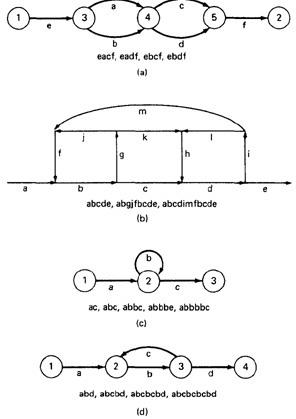 a c
1 3 4 5 2
e b d f
eacf, eadf, ebcf, ebdf
(a)
m
j k l
f g h i
a b c d e
abcde, abgjfbcde, abcdimfbcde
(b)
b
1 2 3
a c
ac, abc, abbc, abbbe, abbbbc
(c)
c
1 2 3 4
a b d
abd, abcbd, abcbcbd, abcbcbcbd
(d)